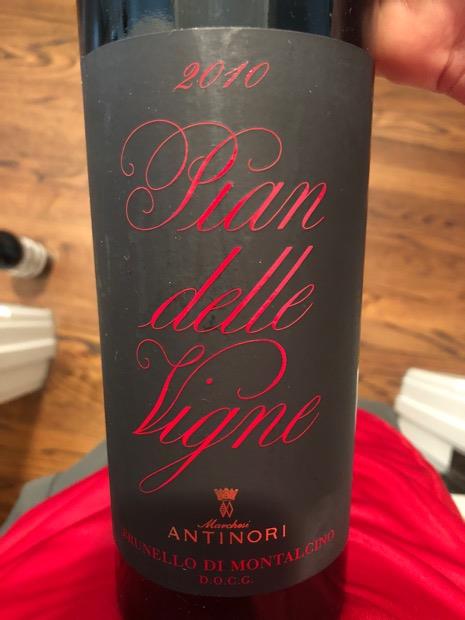 2010
Pian
delle
Vigne
Marchesi
ANTINORI
BRUNELLO DI MONTALCINO
D.O.C.G.